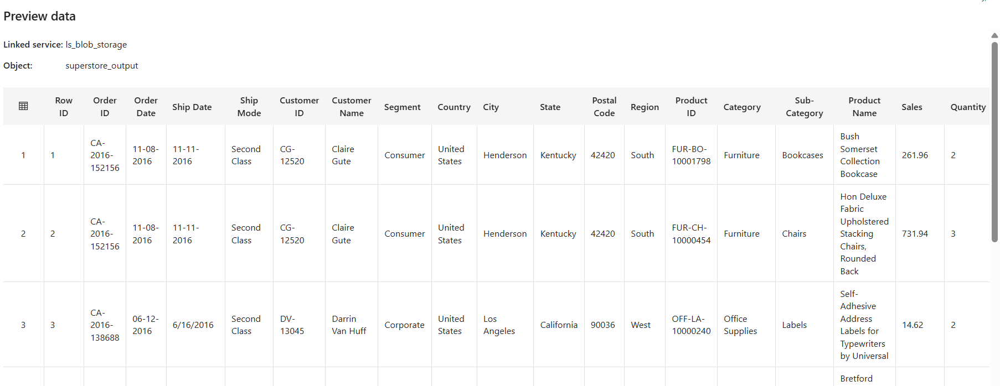 Preview data
Linked service: ls_blob_storage
Object: superstore_output
Row ID Order ID Order Date Ship Date Ship Mode Customer ID Customer Name Segment Country City State Postal Code Region Product ID Category Sub-Category Product Name Sales Quantity
1 1 CA-2016-152156 11-08-2016 11-11-2016 Second Class CG-12520 Claire Gute Consumer United States Henderson Kentucky 42420 South FUR-BO-10001798 Furniture Bookcases Bush Somerset Collection Bookcase 261.96 2
2 2 CA-2016-152156 11-08-2016 11-11-2016 Second Class CG-12520 Claire Gute Consumer United States Henderson Kentucky 42420 South FUR-CH-10000454 Furniture Chairs Hon Deluxe Fabric Upholstered Stacking Chairs, Rounded Back 731.94 3
3 3 CA-2016-138688 06-12-2016 6/16/2016 Second Class DV-13045 Darrin Van Huff Corporate United States Los Angeles California 90036 West OFF-LA-10000240 Office Supplies Labels Self-Adhesive Address Labels for Typewriters by Universal 14.62 2
Bretford